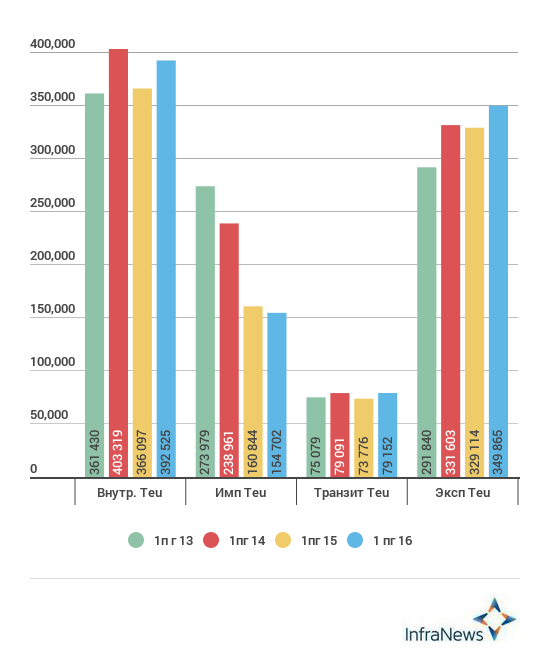 400,000
350,000
300,000
250,000
200,000
150,000
100,000
50,000
0
361 430
403 319
366 097
392 525
273 979
238 961
160 844
154 702
75 079
79 091
73 776
79 152
291 840
331 603
329 114
349 865
Внутр. Teu
Имп Teu
Транзит Teu
Эксп Teu
1п г 13
1пг 14
1пг 15
1 пг 16
InfraNews